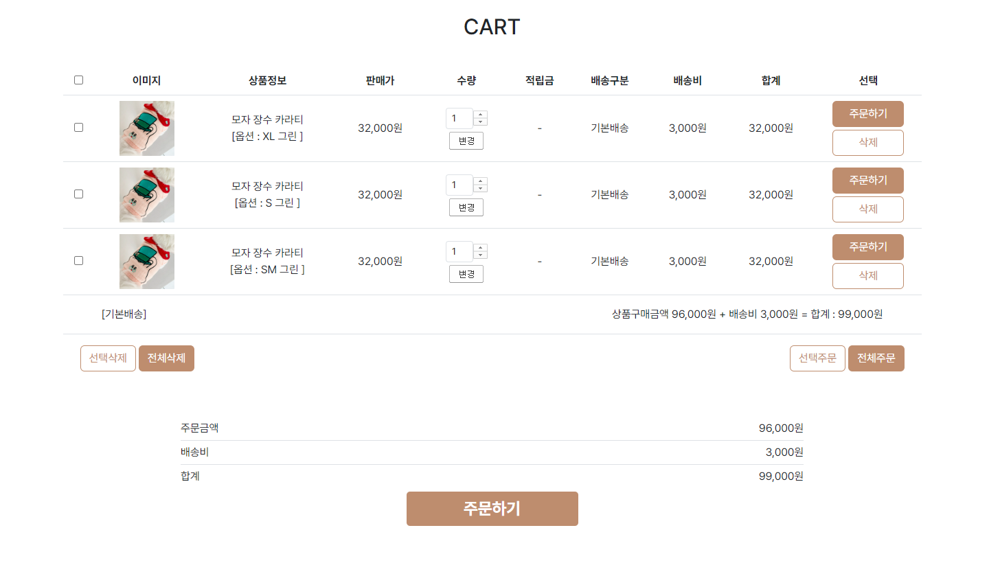 CART
이미지 상품정보 판매가 수량 적립금 배송구분 배송비 합계 선택
모자 장수 카라티
[옵션 : XL 그린 ]
32,000원
1
변경
-
기본배송
3,000원
32,000원
주문하기
삭제
모자 장수 카라티
[옵션 : S 그린 ]
32,000원
1
변경
-
기본배송
3,000원
32,000원
주문하기
삭제
모자 장수 카라티
[옵션 : SM 그린 ]
32,000원
1
변경
-
기본배송
3,000원
32,000원
주문하기
삭제
[기본배송] 상품구매금액 96,000원 + 배송비 3,000원 = 합계 : 99,000원
선택삭제 전체삭제 선택주문 전체주문
주문금액 96,000원
배송비 3,000원
합계 99,000원
주문하기